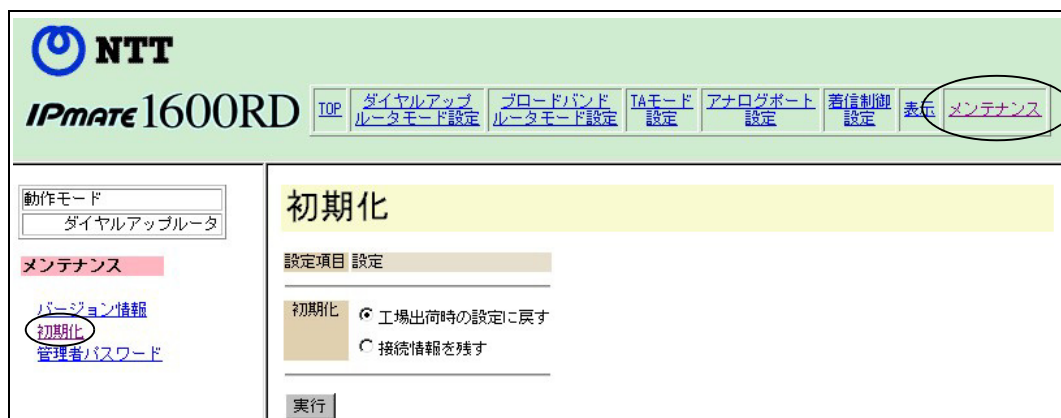 NTT
IPMATE1600RD
TOP
ダイヤルアップ
ルータモード設定
ブロードバンド
ルータモード設定
TAモード
設定
アナログポート
設定
着信制御
設定
表示
メンテナンス
動作モード
ダイヤルアップルータ
メンテナンス
バージョン情報
初期化
管理者パスワード
初期化
設定項目 設定
初期化
工場出荷時の設定に戻す
接続情報を残す
実行